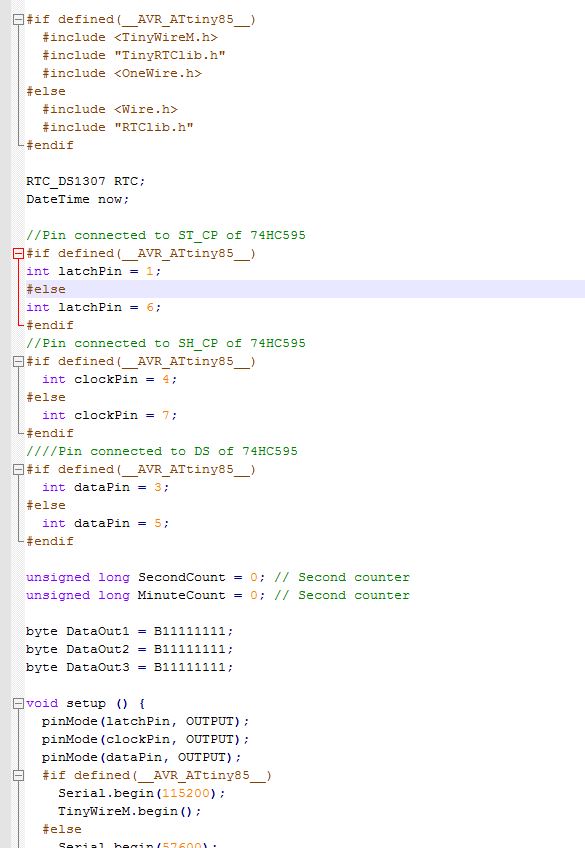 #if defined(__AVR_ATtiny85__)
  #include <TinyWireM.h>
  #include "TinyRTClib.h"
  #include <OneWire.h>
#else
  #include <Wire.h>
  #include "RTClib.h"
#endif

RTC_DS1307 RTC;
DateTime now;

//Pin connected to ST_CP of 74HC595
#if defined(__AVR_ATtiny85__)
int latchPin = 1;
#else
int latchPin = 6;
#endif
//Pin connected to SH_CP of 74HC595
#if defined(__AVR_ATtiny85__)
  int clockPin = 4;
#else
  int clockPin = 7;
#endif
////Pin connected to DS of 74HC595
#if defined(__AVR_ATtiny85__)
  int dataPin = 3;
#else
  int dataPin = 5;
#endif

unsigned long SecondCount = 0; // Second counter
unsigned long MinuteCount = 0; // Second counter

byte DataOut1 = B11111111;
byte DataOut2 = B11111111;
byte DataOut3 = B11111111;

void setup () {
  pinMode(latchPin, OUTPUT);
  pinMode(clockPin, OUTPUT);
  pinMode(dataPin, OUTPUT);
  #if defined(__AVR_ATtiny85__)
    Serial.begin(115200);
    TinyWireM.begin();
  #else
    Serial.begin(57600);